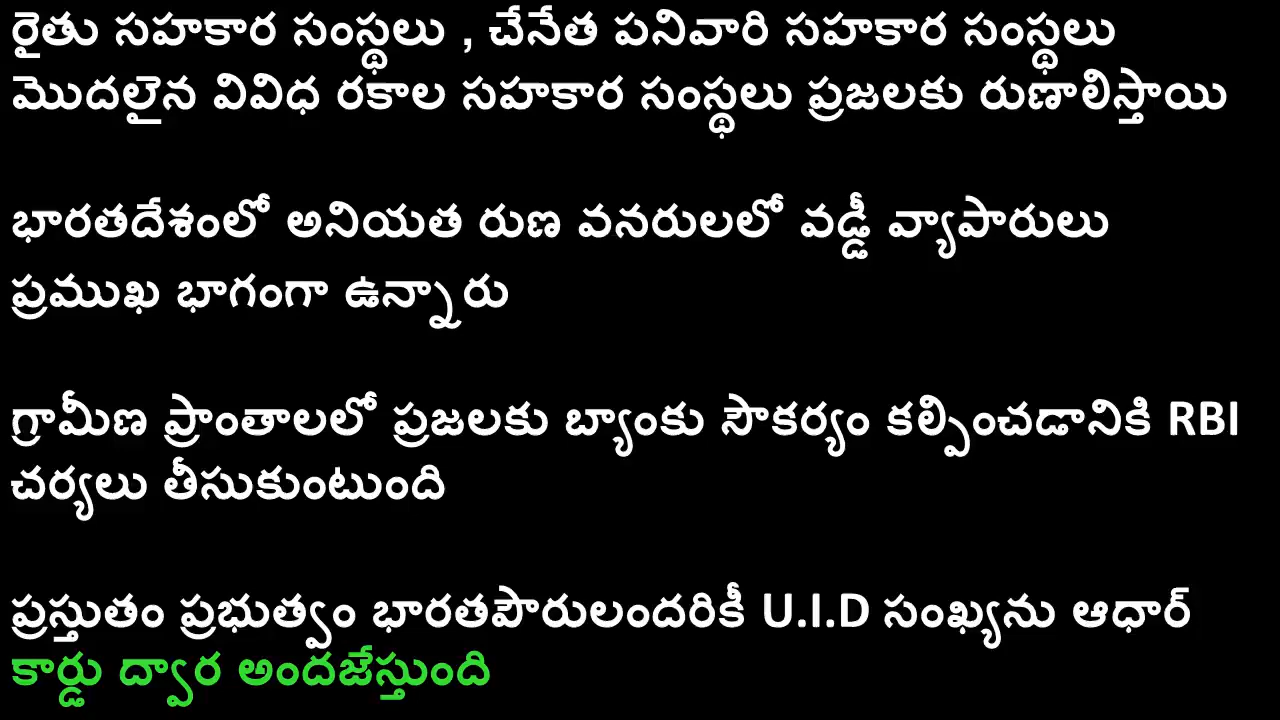 రైతు సహకార సంస్థలు , చేనేత పనివారి సహకార సంస్థలు
మొదలైన వివిధ రకాల సహకార సంస్థలు ప్రజలకు రుణాలిస్తాయి
భారతదేశంలో అనియత రుణ వనరులలో వడ్డీ వ్యాపారులు
ప్రముఖ భాగంగా ఉన్నారు
గ్రామీణ ప్రాంతాలలో ప్రజలకు బ్యాంకు సౌకర్యం కల్పించడానికి RBI
చర్యలు తీసుకుంటుంది
ప్రస్తుతం ప్రభుత్వం భారతపౌరులందరికీ U.I.D సంఖ్యను ఆధార్
కార్డు ద్వార అందజేస్తుంది